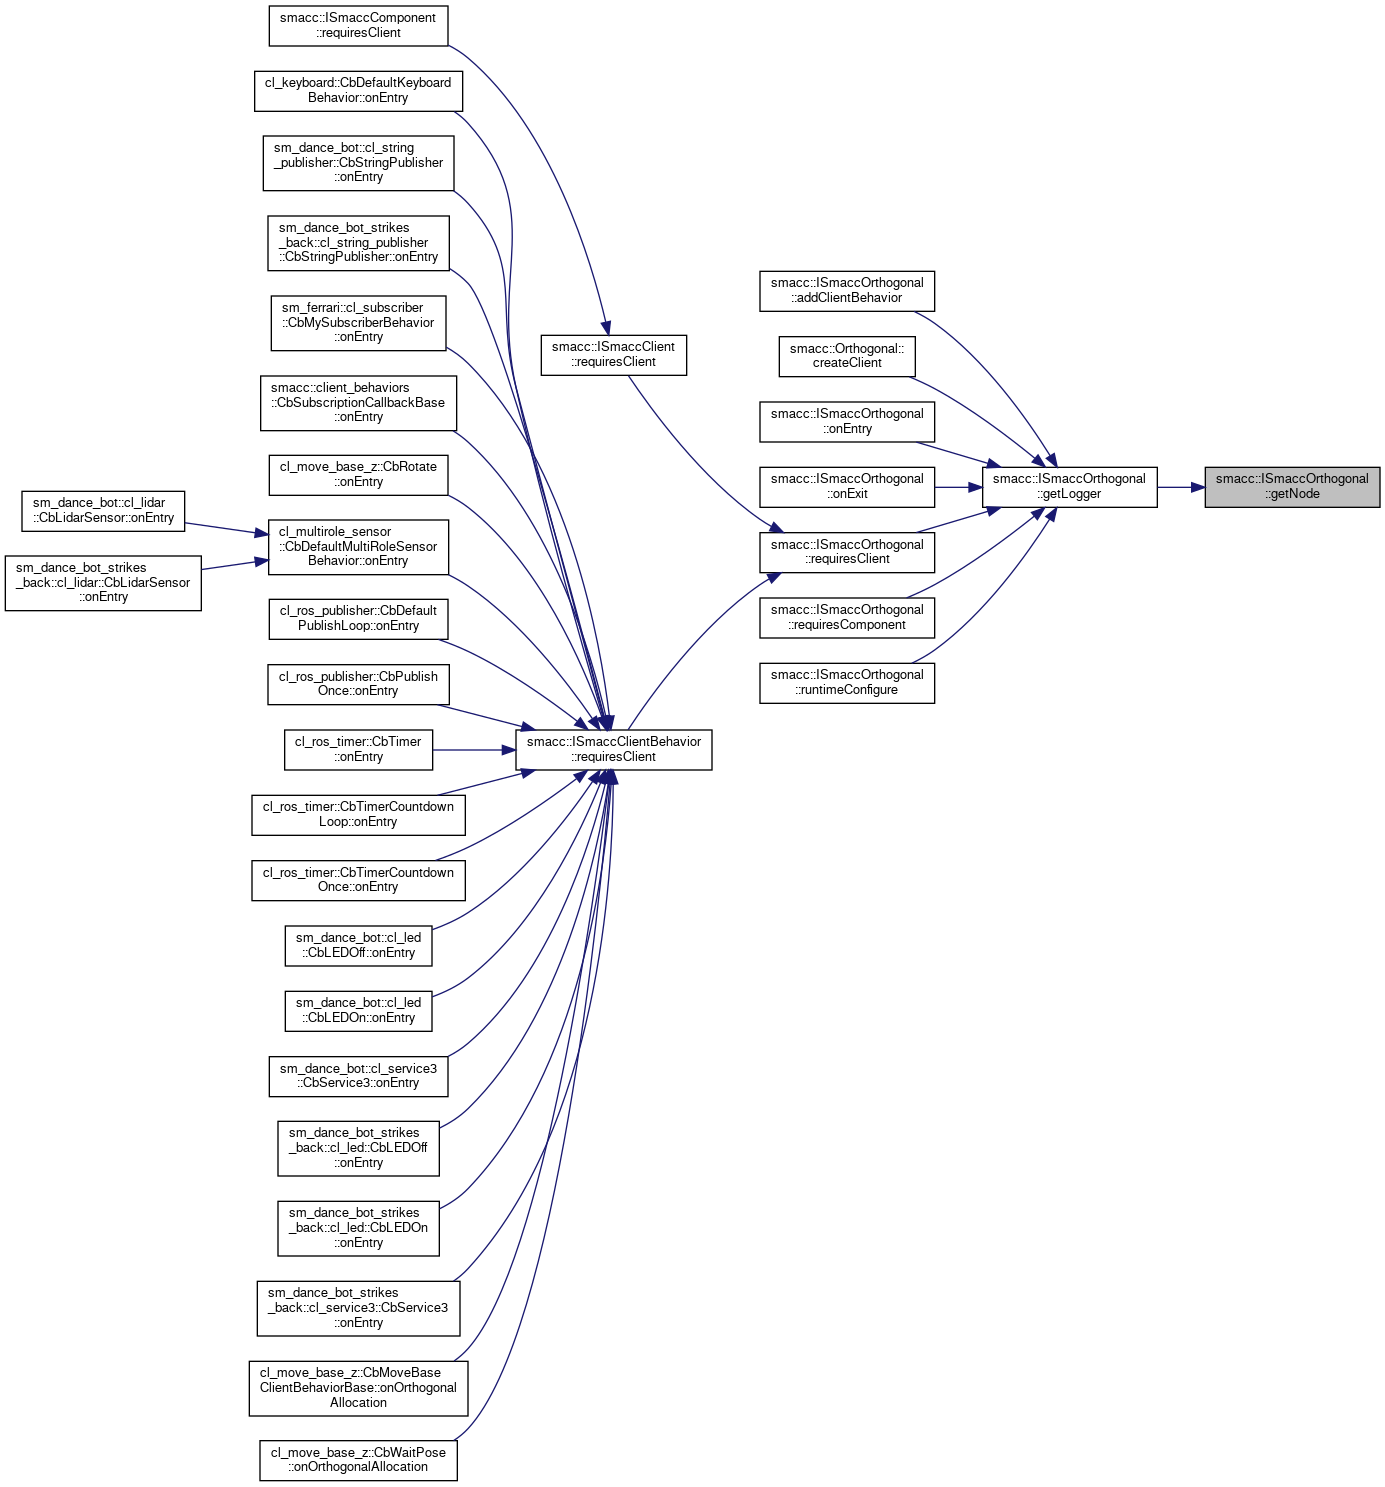 smacc::ISmaccComponent
::requiresClient
cl_keyboard::CbDefaultKeyboard
Behavior::onEntry
sm_dance_bot::cl_string
_publisher::CbStringPublisher
::onEntry
sm_dance_bot_strikes
_back::cl_string_publisher
::CbStringPublisher::onEntry
sm_ferrari::cl_subscriber
::CbMySubscriberBehavior
::onEntry
smacc::client_behaviors
::CbSubscriptionCallbackBase
::onEntry
cl_move_base_z::CbRotate
::onEntry
sm_dance_bot::cl_lidar
::CbLidarSensor::onEntry
sm_dance_bot_strikes
_back::cl_lidar::CbLidarSensor
::onEntry
cl_multirole_sensor
::CbDefaultMultiRoleSensor
Behavior::onEntry
cl_ros_publisher::CbDefault
PublishLoop::onEntry
cl_ros_publisher::CbPublish
Once::onEntry
cl_ros_timer::CbTimer
::onEntry
cl_ros_timer::CbTimerCountdown
Loop::onEntry
cl_ros_timer::CbTimerCountdown
Once::onEntry
sm_dance_bot::cl_led
::CbLEDOff::onEntry
sm_dance_bot::cl_led
::CbLEDOn::onEntry
sm_dance_bot::cl_service3
::CbService3::onEntry
sm_dance_bot_strikes
_back::cl_led::CbLEDOff
::onEntry
sm_dance_bot_strikes
_back::cl_led::CbLEDOn
::onEntry
sm_dance_bot_strikes
_back::cl_service3::CbService3
::onEntry
cl_move_base_z::CbMoveBase
ClientBehaviorBase::onOrthogonal
Allocation
cl_move_base_z::CbWaitPose
::onOrthogonalAllocation
smacc::ISmaccClient
::requiresClient
smacc::ISmaccClientBehavior
::requiresClient
smacc::ISmaccOrthogonal
::addClientBehavior
smacc::Orthogonal::
createClient
smacc::ISmaccOrthogonal
::onEntry
smacc::ISmaccOrthogonal
::onExit
smacc::ISmaccOrthogonal
::requiresClient
smacc::ISmaccOrthogonal
::requiresComponent
smacc::ISmaccOrthogonal
::runtimeConfigure
smacc::ISmaccOrthogonal
::getLogger
smacc::ISmaccOrthogonal
::getNode